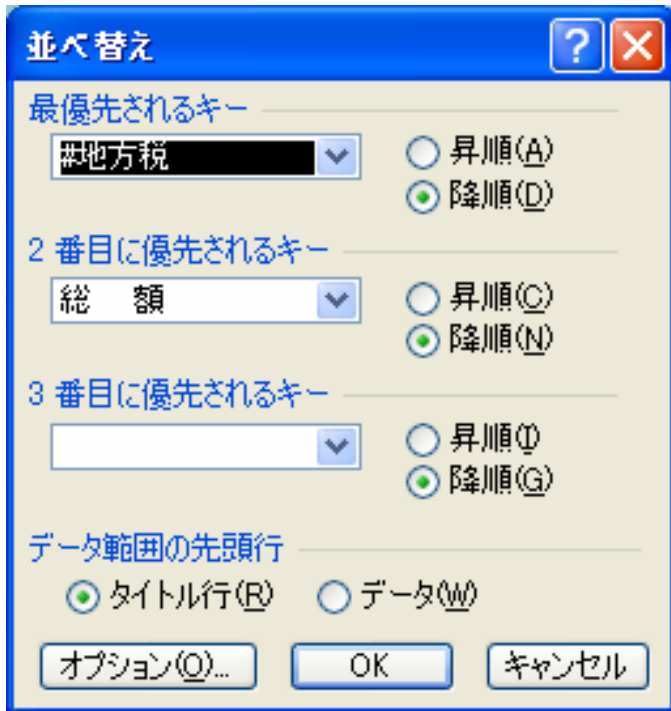 並べ替え
最優先されるキー
#地方税
昇順(A)
降順(D)
2 番目に優先されるキー
総 額
昇順(C)
降順(N)
3 番目に優先されるキー
昇順(I)
降順(G)
データ範囲の先頭行
タイトル行(R) データ(W)
オプション(O)... OK キャンセル